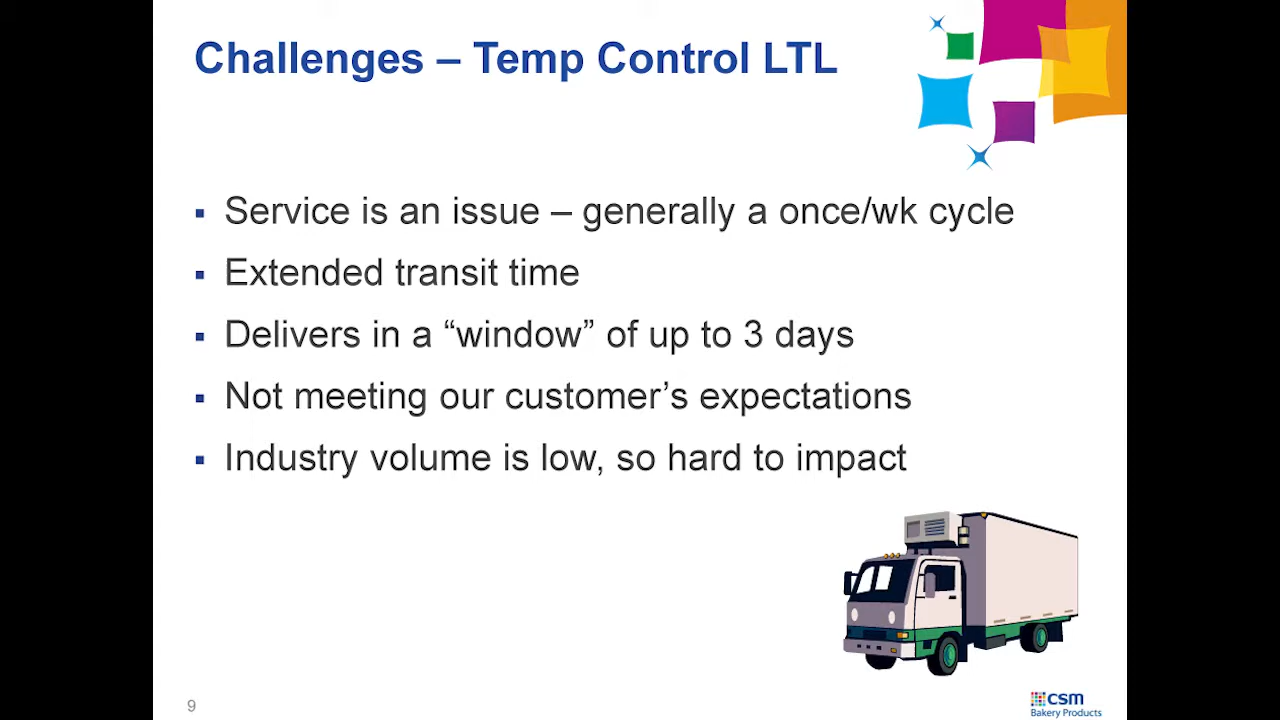 Challenges – Temp Control LTL
▪ Service is an issue – generally a once/wk cycle
▪ Extended transit time
▪ Delivers in a “window” of up to 3 days
▪ Not meeting our customer’s expectations
▪ Industry volume is low, so hard to impact
9
csm
Bakery Products